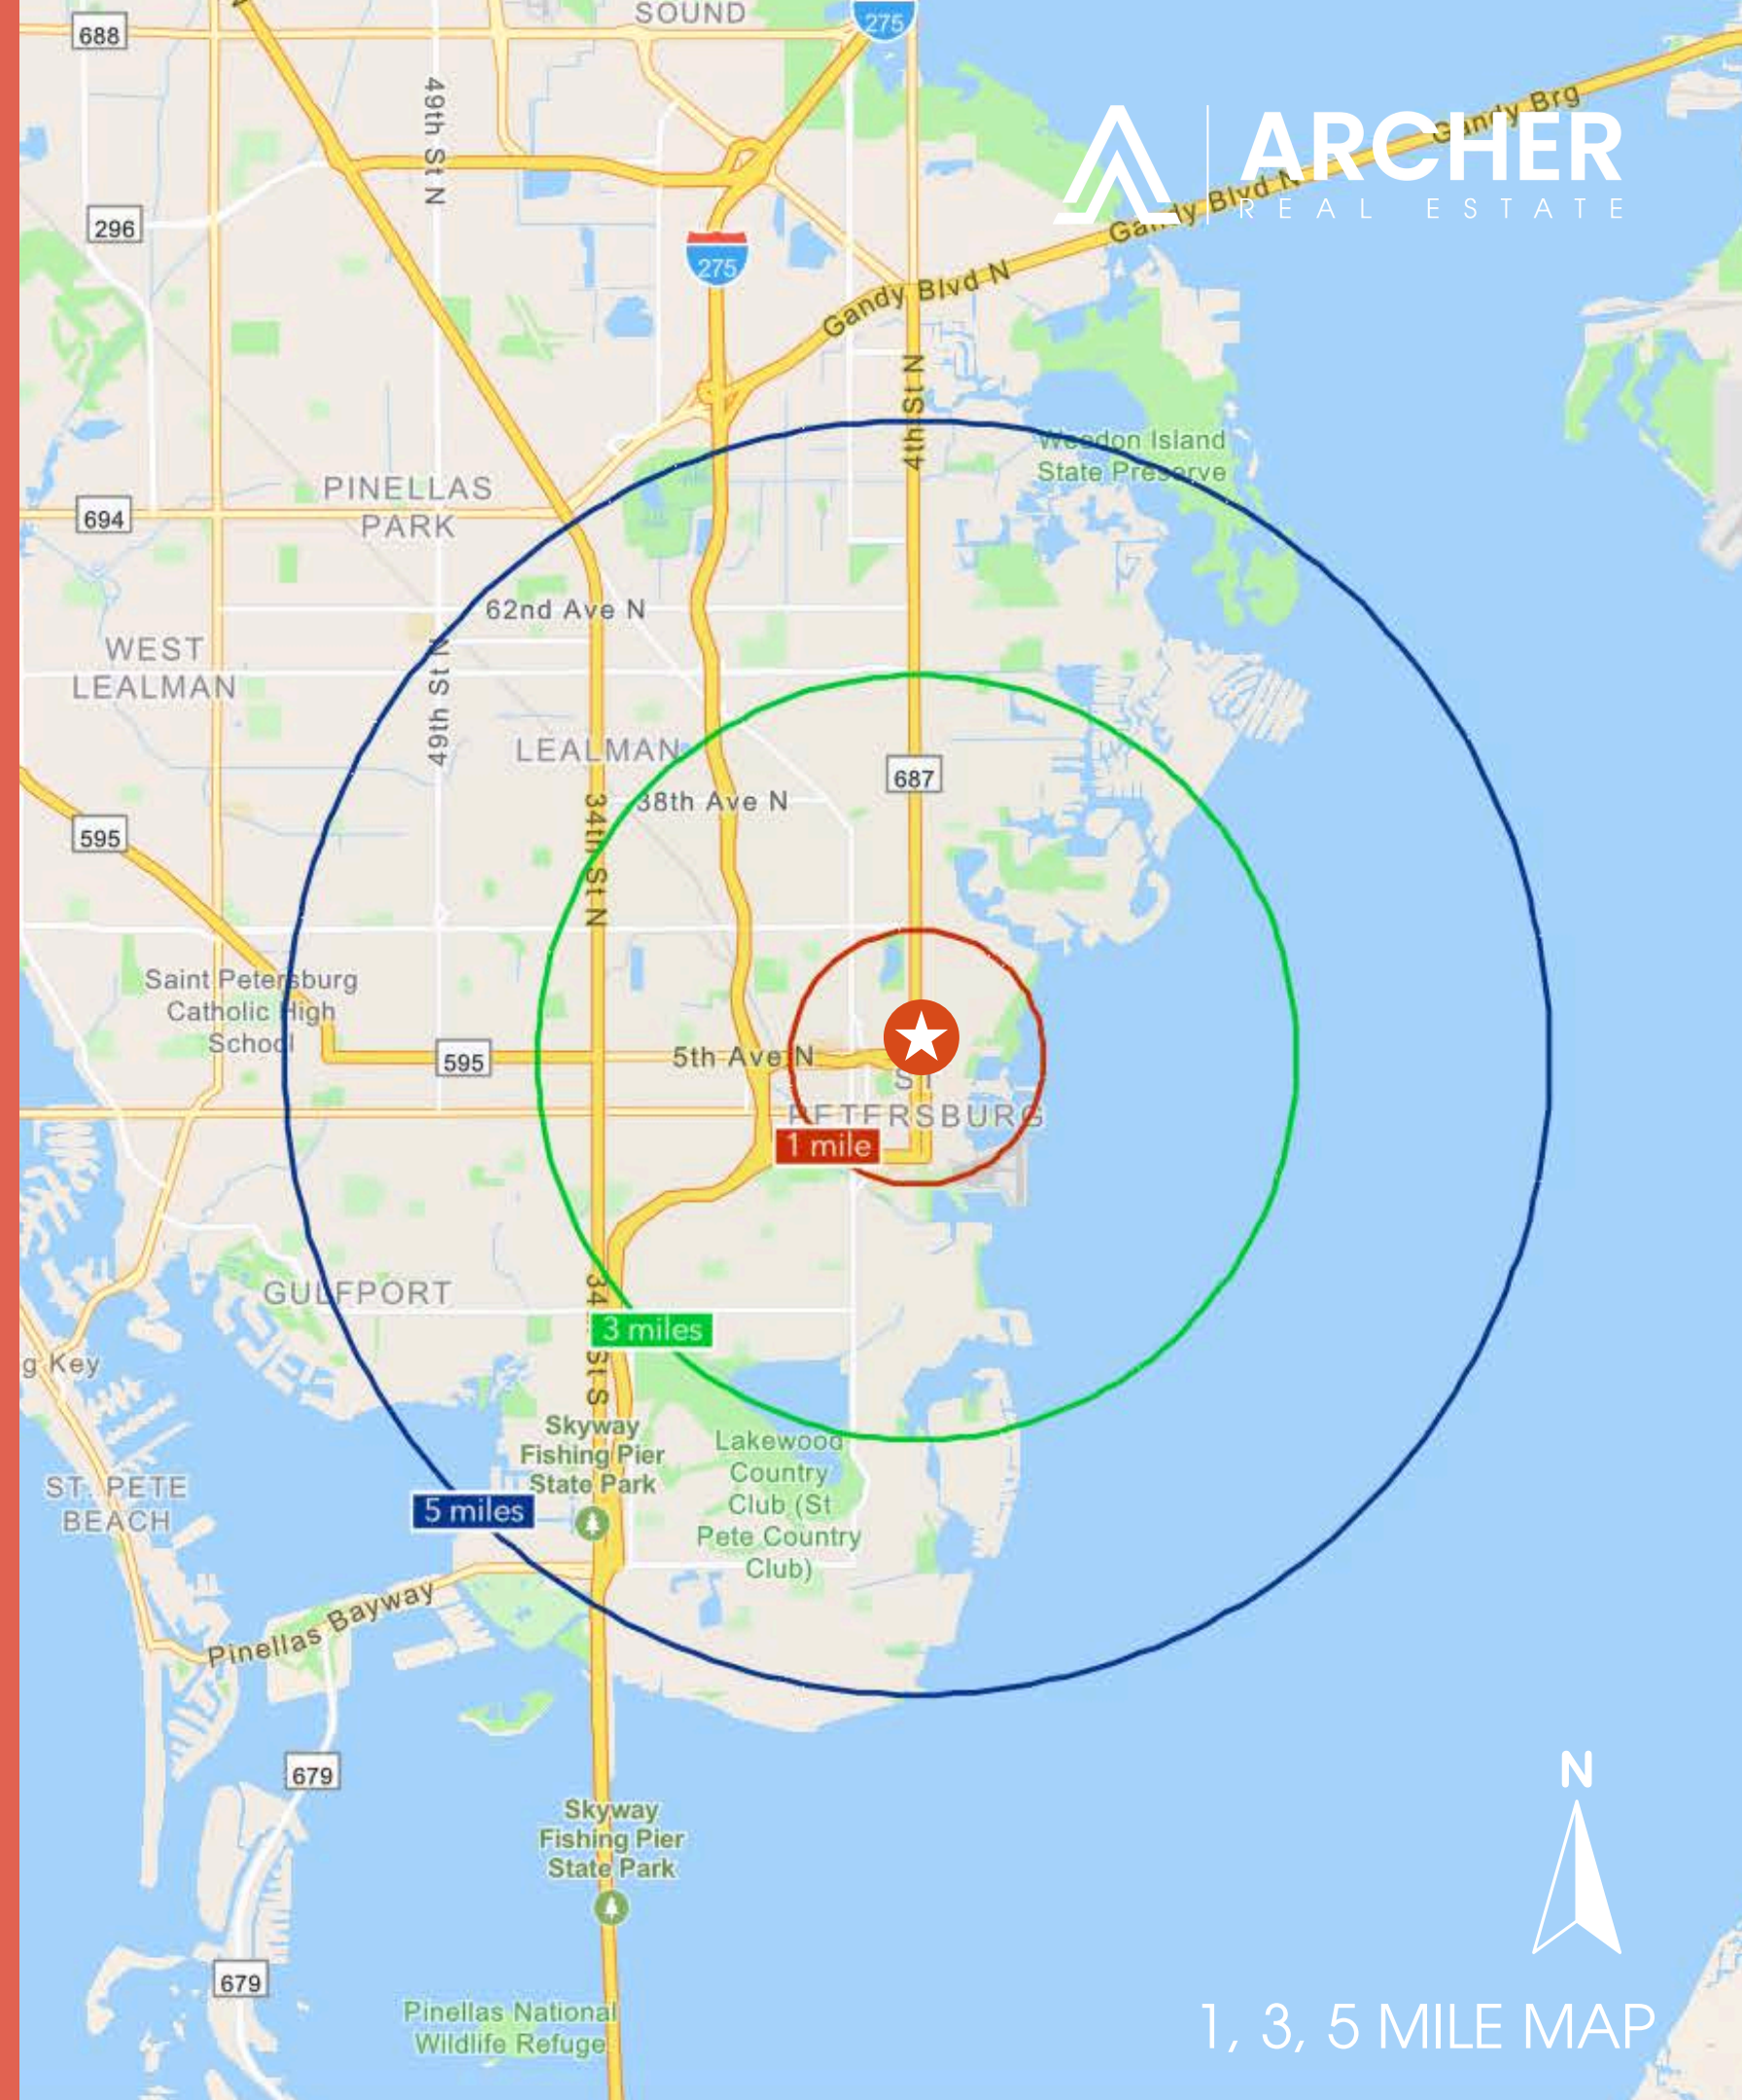 SOUND
275
688
49th St N
Gandy Brg
ARCHER
REAL ESTATE
Gandy Blvd N
296
275
Gandy Blvd N
4th St N
Weedon Island
State Preserve
PINELLAS
PARK
694
62nd Ave N
WEST
LEALMAN
49th St N
LEALMAN
687
38th Ave N
34th St N
595
Saint Petersburg
Catholic High
School
595
5th Ave N
ST
PETERSBURG
1 mile
GULFPORT
34
St S
3 miles
g Key
Skyway
Fishing Pier
State Park
Lakewood
Country
Club (St
Pete Country
Club)
ST. PETE
BEACH
5 miles
Pinellas Bayway
679
N
Skyway
Fishing Pier
State Park
679
Pinellas National
Wildlife Refuge
1, 3, 5 MILE MAP